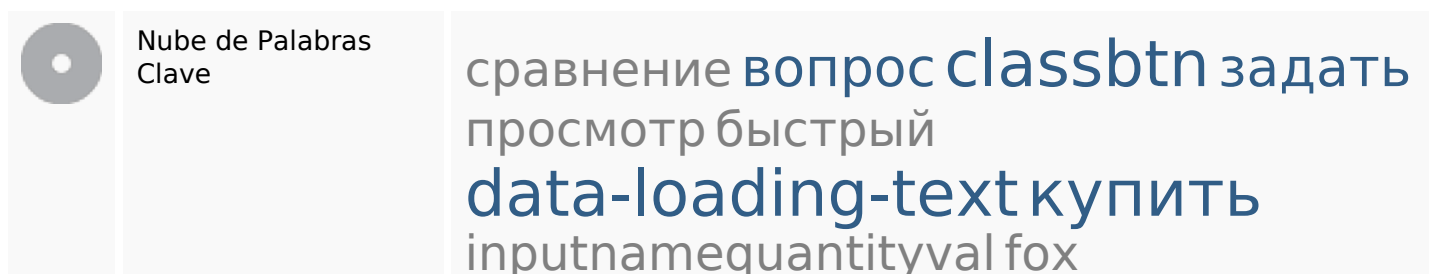 Nube de Palabras
Clave
сравнение вопрос classbtn задать
просмотр быстрый
data-loading-text купить
inputnamequantityval fox